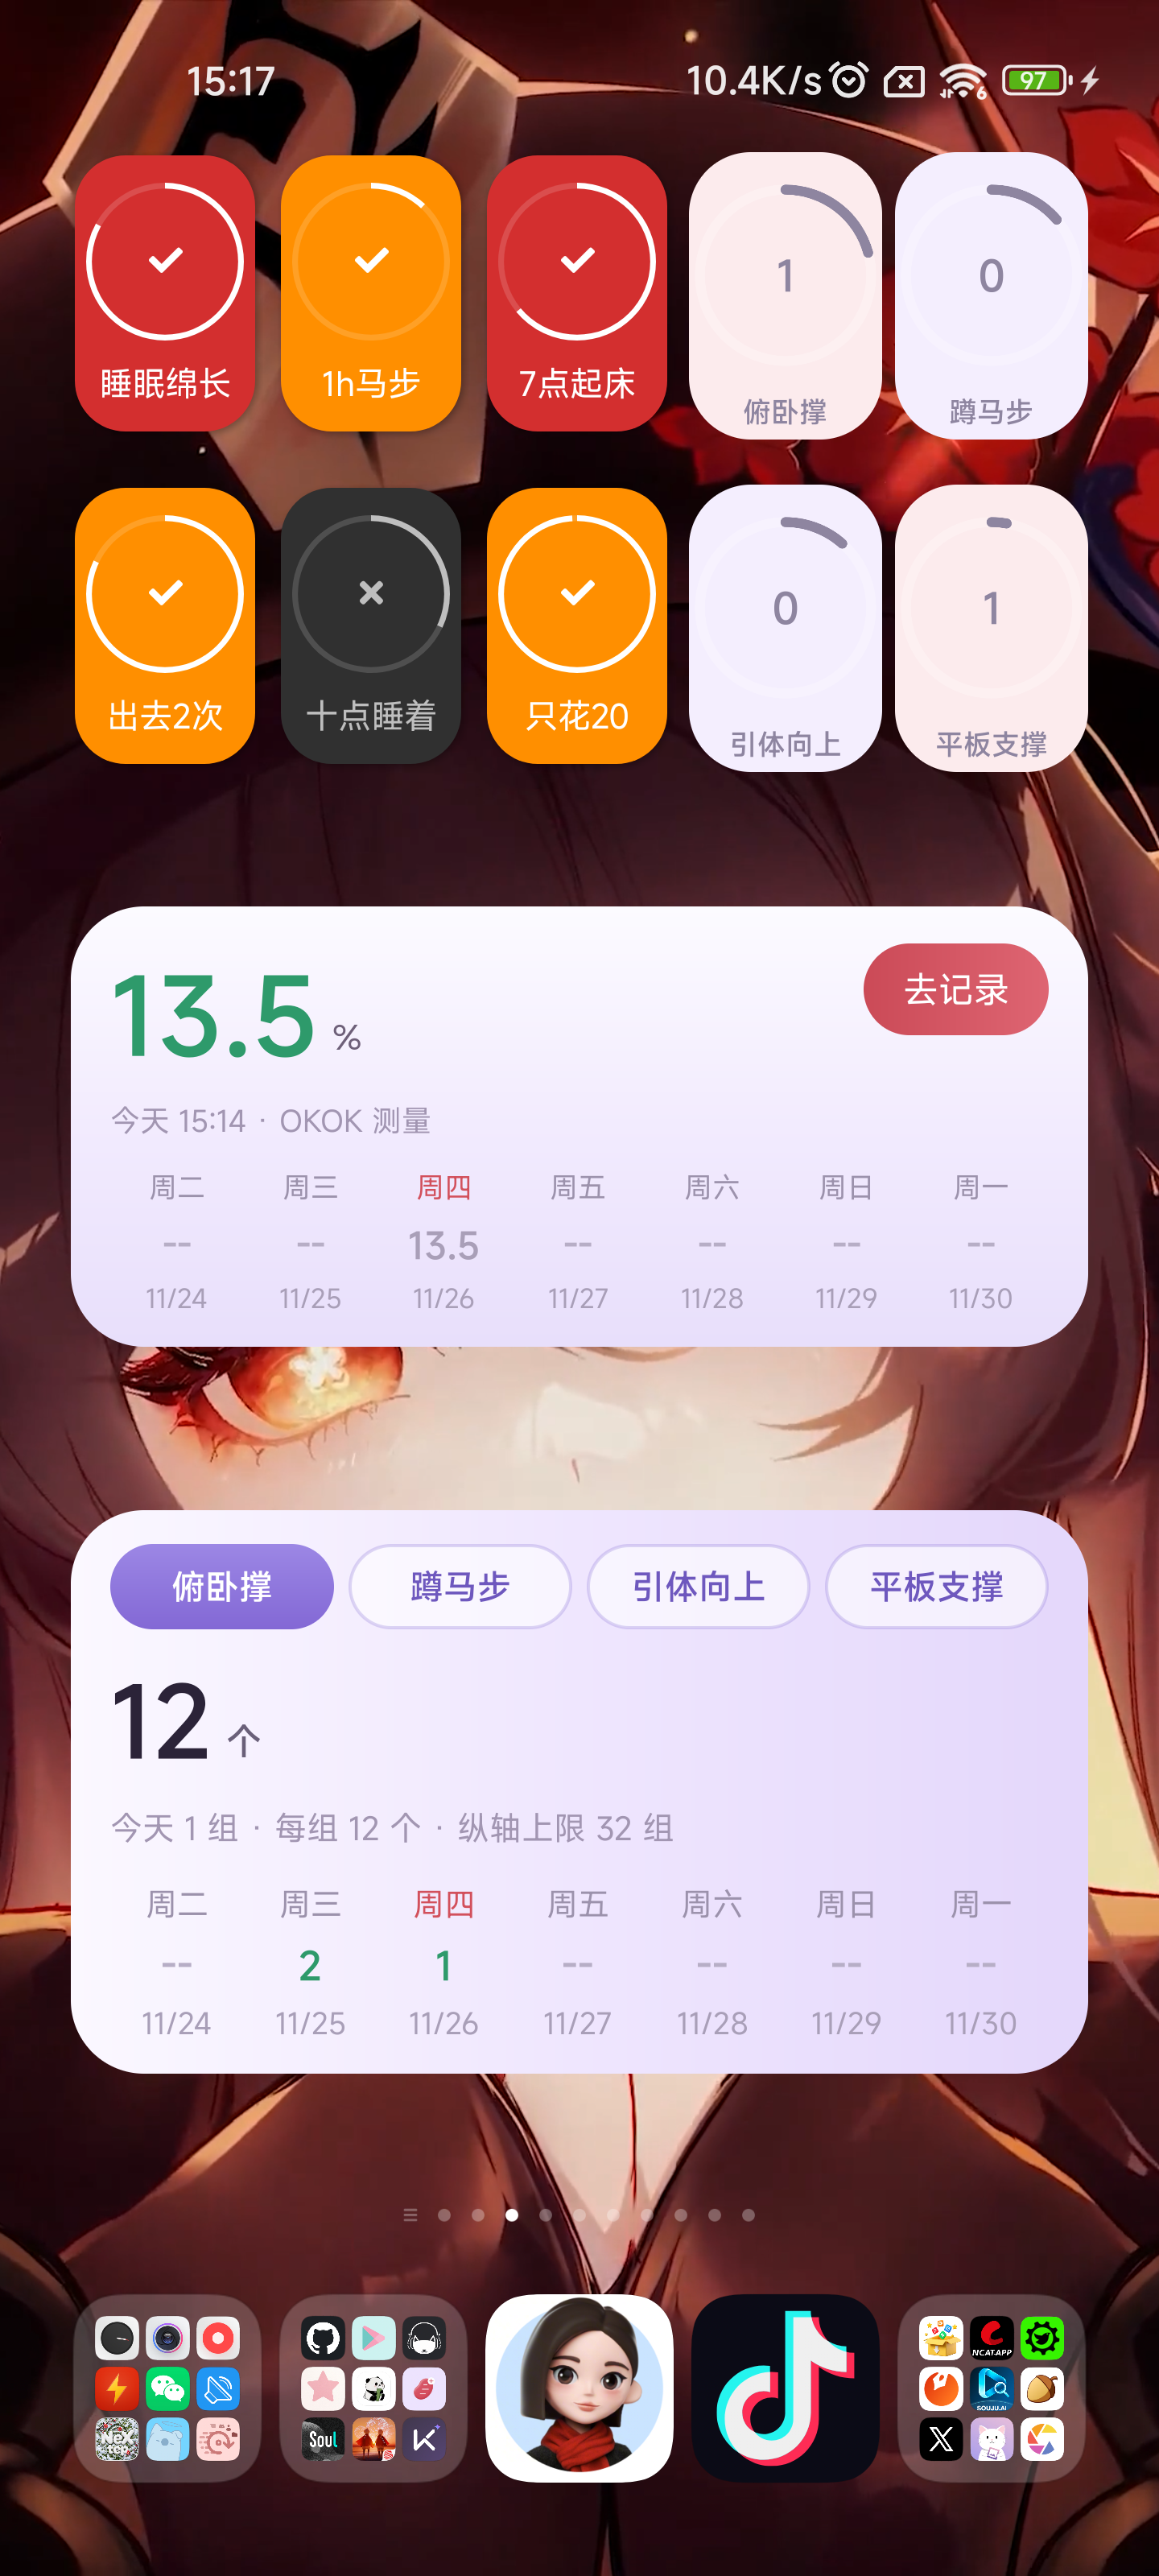 15:17
10.4K/s
6
97
睡眠绵长
1h马步
7点起床
1
俯卧撑
0
蹲马步
出去2次
十点睡着
只花20
0
引体向上
1
平板支撑
13.5 %
去记录
今天 15:14 · OKOK 测量
周二 周三 周四 周五 周六 周日 周一
-- -- 13.5 -- -- -- --
11/24 11/25 11/26 11/27 11/28 11/29 11/30
俯卧撑 蹲马步 引体向上 平板支撑
12 个
今天 1 组 · 每组 12 个 · 纵轴上限 32 组
周二 周三 周四 周五 周六 周日 周一
-- 2 1 -- -- -- --
11/24 11/25 11/26 11/27 11/28 11/29 11/30
NCAT.APP
SOUJU.AI
Soul